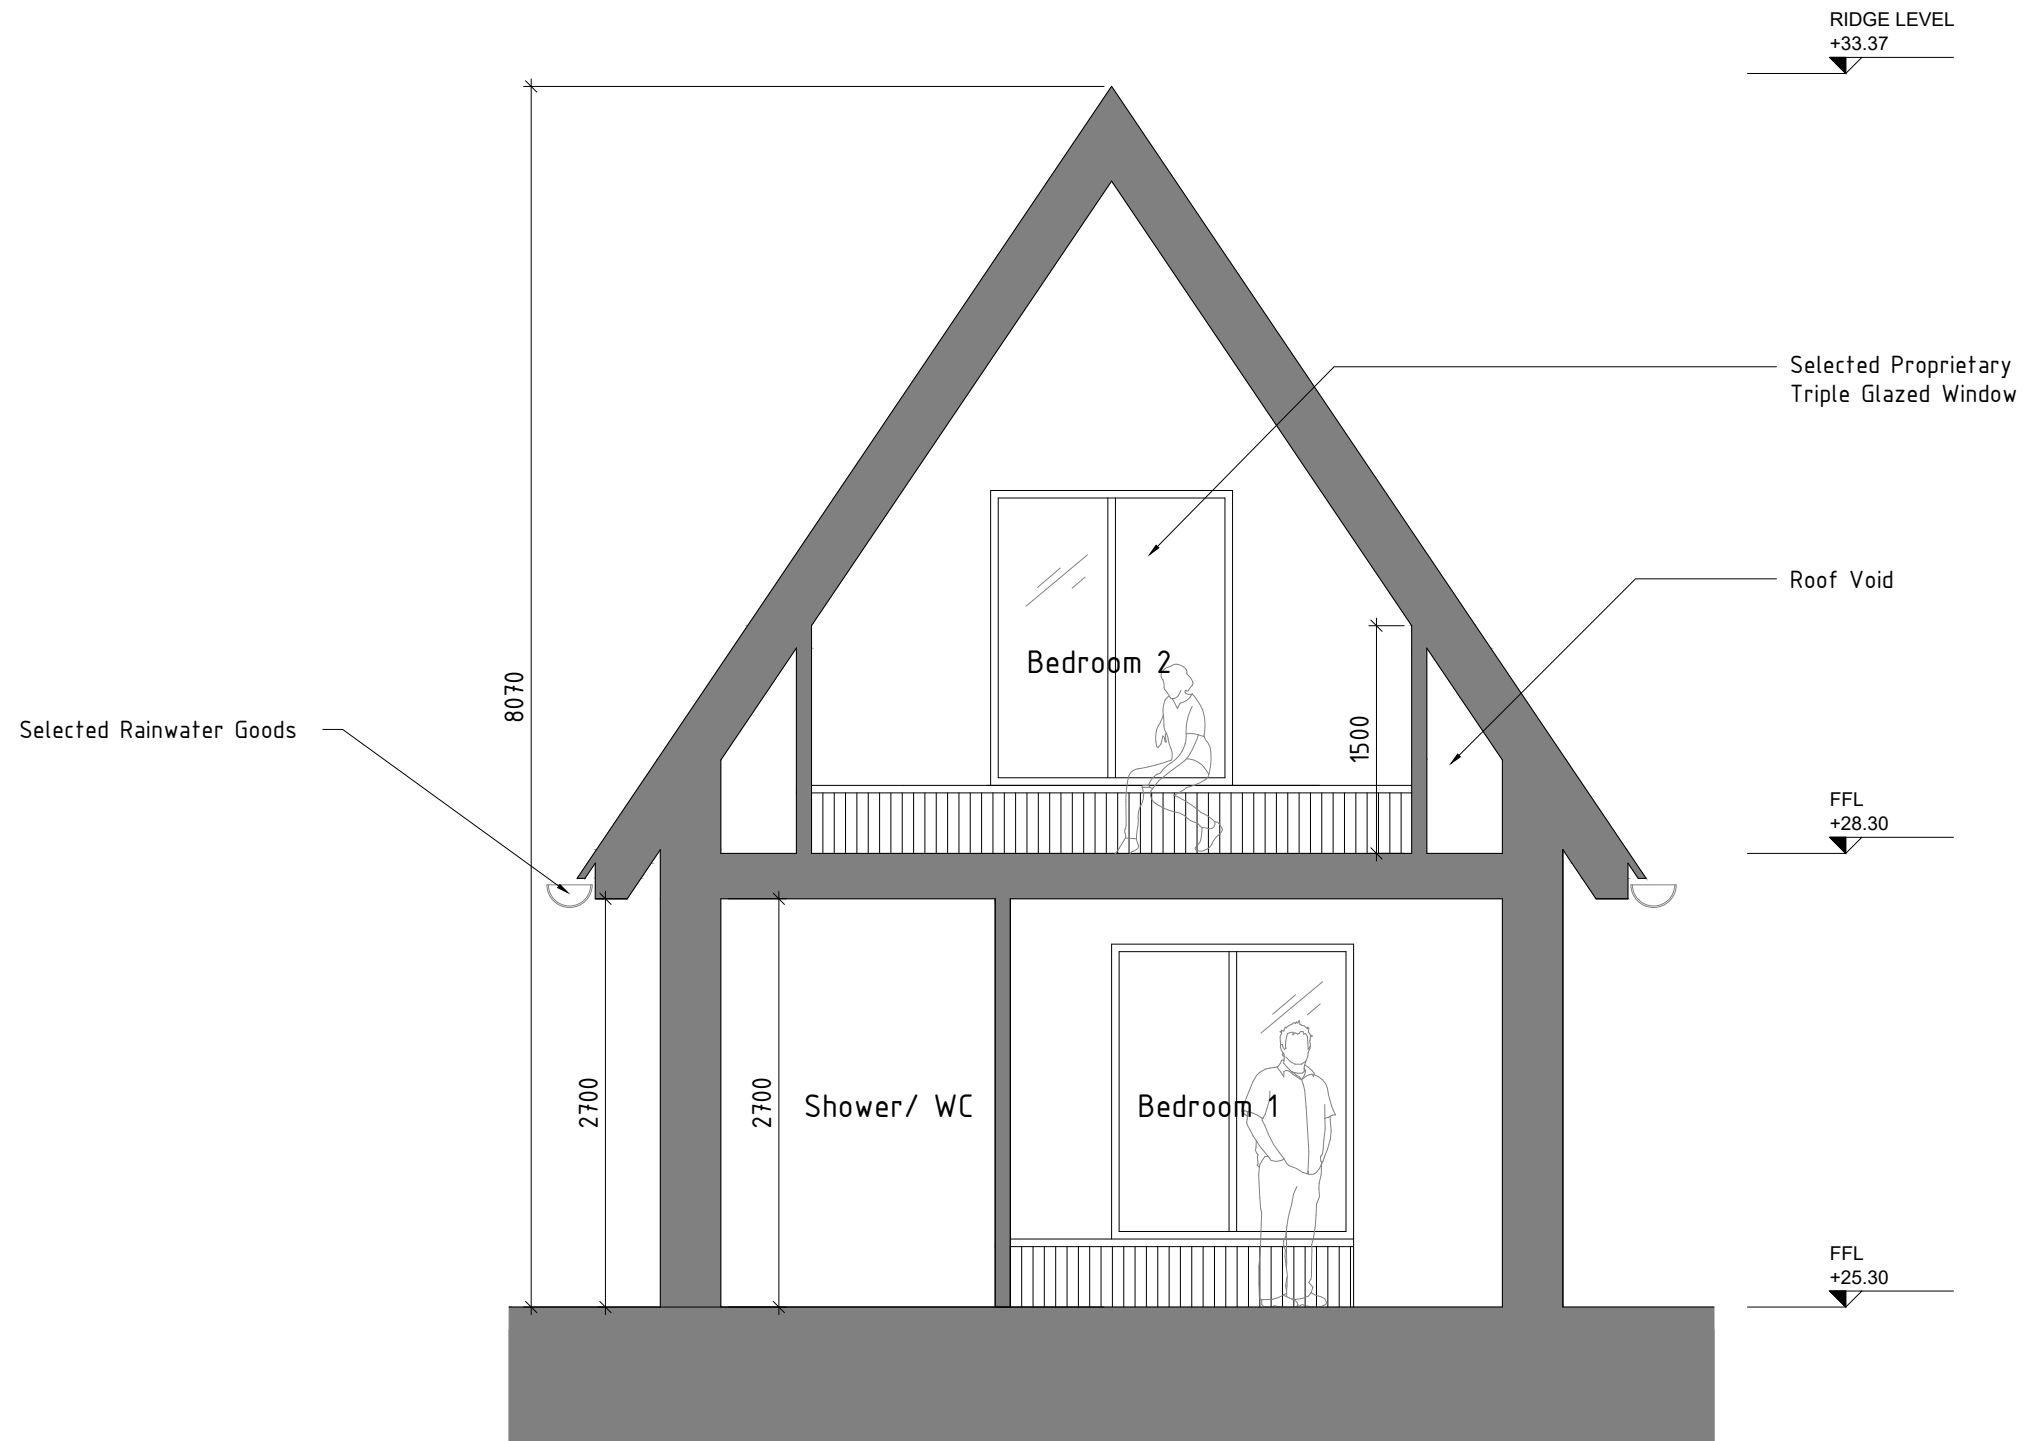 RIDGE LEVEL
+33.37
Selected Proprietary
Triple Glazed Window
Roof Void
Bedroom 2
8070
1500
Selected Rainwater Goods
FFL
+28.30
2700
2700
Shower/ WC
Bedroom 1
FFL
+25.30